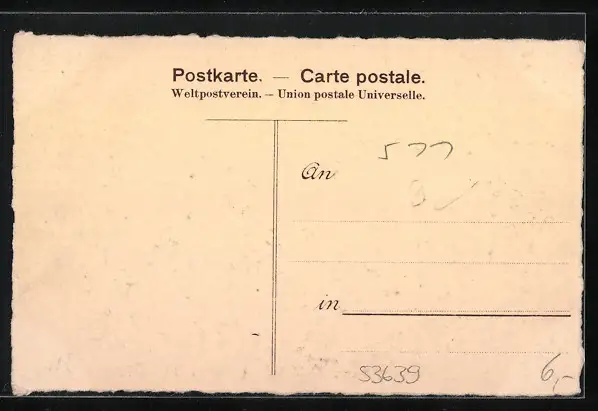 Postkarte. — Carte postale.
Weltpostverein. – Union postale Universelle.
577
An
in
53639
6,-